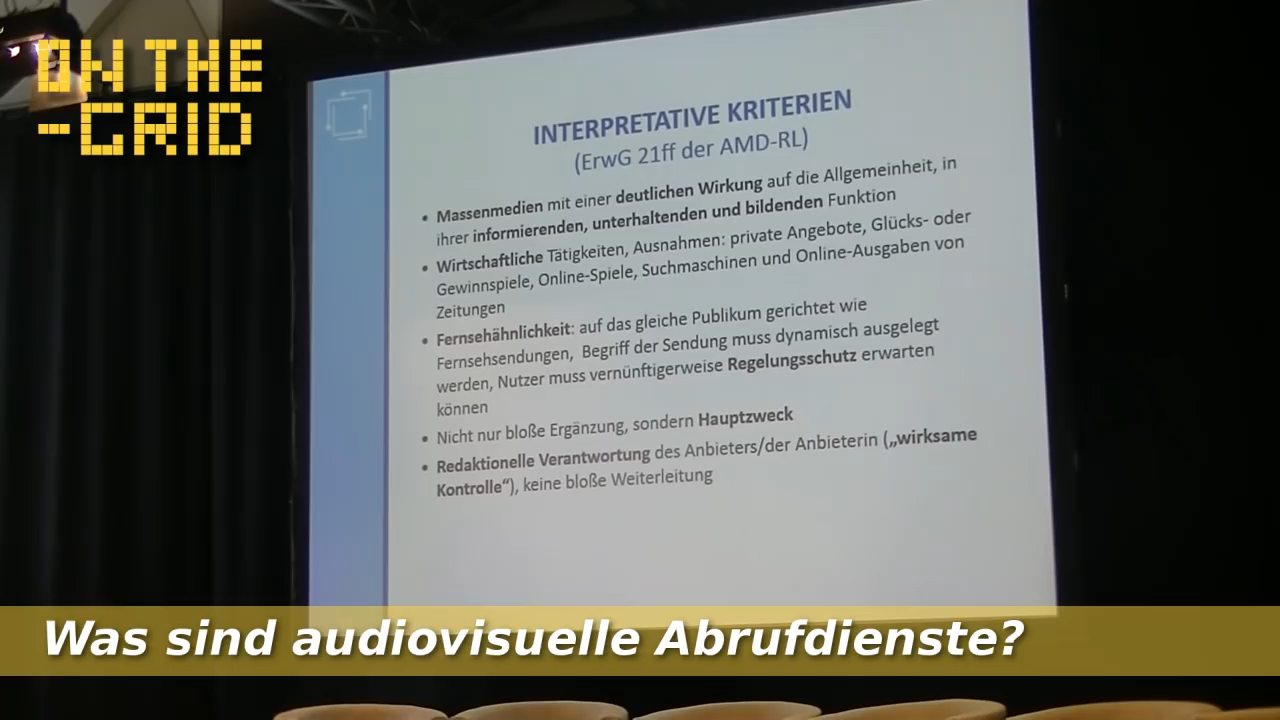 ON THE
-GRID
INTERPRETATIVE KRITERIEN
(ErwG 21ff der AMD-RL)
• Massenmedien mit einer deutlichen Wirkung auf die Allgemeinheit, in
ihrer informierenden, unterhaltenden und bildenden Funktion
• Wirtschaftliche Tätigkeiten, Ausnahmen: private Angebote, Glücks- oder
Gewinnspiele, Online-Spiele, Suchmaschinen und Online-Ausgaben von
Zeitungen
• Fernsehähnlichkeit: auf das gleiche Publikum gerichtet wie
Fernsehsendungen, Begriff der Sendung muss dynamisch ausgelegt
werden, Nutzer muss vernünftigerweise Regelungsschutz erwarten
können
• Nicht nur bloße Ergänzung, sondern Hauptzweck
• Redaktionelle Verantwortung des Anbieters/der Anbieterin („wirksame
Kontrolle“), keine bloße Weiterleitung
Was sind audiovisuelle Abrufdienste?